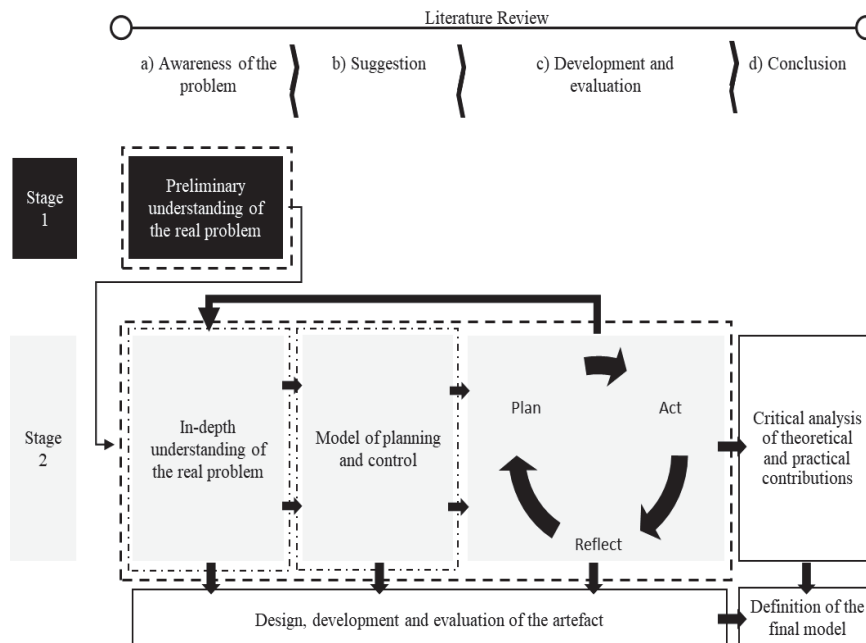 Literature Review
a) Awareness of the
problem
b) Suggestion
c) Development and
evaluation
d) Conclusion
Stage
1
Preliminary
understanding of
the real problem
Stage
2
In-depth
understanding of
the real problem
Model of planning
and control
Plan
Act
Reflect
Critical analysis
of theoretical
and practical
contributions
Design, development and evaluation of the artefact
Definition of the
final model